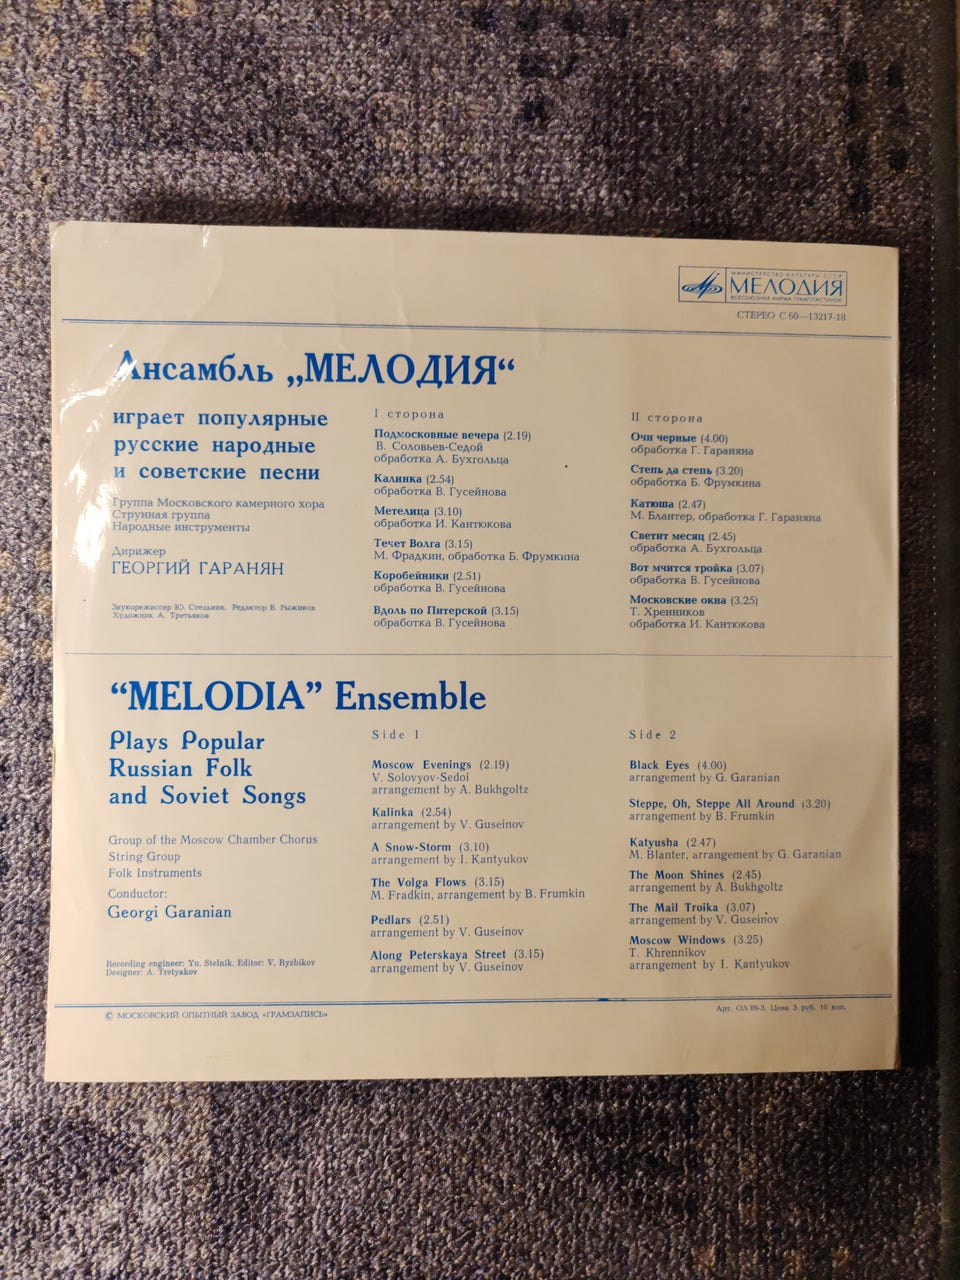 МИНИСТЕРСТВО КУЛЬТУРЫ СССР
МЕЛОДИЯ
ВСЕСОЮЗНАЯ ФИРМА ГРАМПЛАСТИНОК
СТЕРЕО С 60—13217-18
Ансамбль „МЕЛОДИЯ“
играет популярные
русские народные
и советские песни
Группа Московского камерного хора
Струнная группа
Народные инструменты
Дирижер
ГЕОРГИЙ ГАРАНЯН
Звукорежиссер Ю. Стельник. Редактор В. Рыжиков
Художник А. Третьяков
I сторона
Подмосковные вечера (2.19)
В. Соловьев-Седой
обработка А. Бухгольца
Калинка (2.54)
обработка В. Гусейнова
Метелица (3.10)
обработка И. Кантюкова
Течет Волга (3.15)
М. Фрадкин, обработка Б. Фрумкина
Коробейники (2.51)
обработка В. Гусейнова
Вдоль по Питерской (3.15)
обработка В. Гусейнова
II сторона
Очи черные (4.00)
обработка Г. Гараняна
Степь да степь (3.20)
обработка Б. Фрумкина
Катюша (2.47)
М. Блантер, обработка Г. Гараняна
Светит месяц (2.45)
обработка А. Бухгольца
Вот мчится тройка (3.07)
обработка В. Гусейнова
Московские окна (3.25)
Т. Хренников
обработка И. Кантюкова
“MELODIA” Ensemble
Plays Popular
Russian Folk
and Soviet Songs
Group of the Moscow Chamber Chorus
String Group
Folk Instruments
Conductor:
Georgi Garanian
Recording engineer: Yu. Stelnik. Editor: V. Ryzhikov
Designer: A. Tretyakov
Side 1
Moscow Evenings (2.19)
V. Solovyov-Sedoi
arrangement by A. Bukhgoltz
Kalinka (2.54)
arrangement by V. Guseinov
A Snow-Storm (3.10)
arrangement by I. Kantyukov
The Volga Flows (3.15)
M. Fradkin, arrangement by B. Frumkin
Pedlars (2.51)
arrangement by V. Guseinov
Along Peterskaya Street (3.15)
arrangement by V. Guseinov
Side 2
Black Eyes (4.00)
arrangement by G. Garanian
Steppe, Oh, Steppe All Around (3.20)
arrangement by B. Frumkin
Katyusha (2.47)
M. Blanter, arrangement by G. Garanian
The Moon Shines (2.45)
arrangement by A. Bukhgoltz
The Mail Troika (3.07)
arrangement by V. Guseinov
Moscow Windows (3.25)
T. Khrennikov
arrangement by I. Kantyukov
© МОСКОВСКИЙ ОПЫТНЫЙ ЗАВОД «ГРАМЗАПИСЬ»
Арт. ОЛ 89-3. Цена 3 руб. 10 коп.